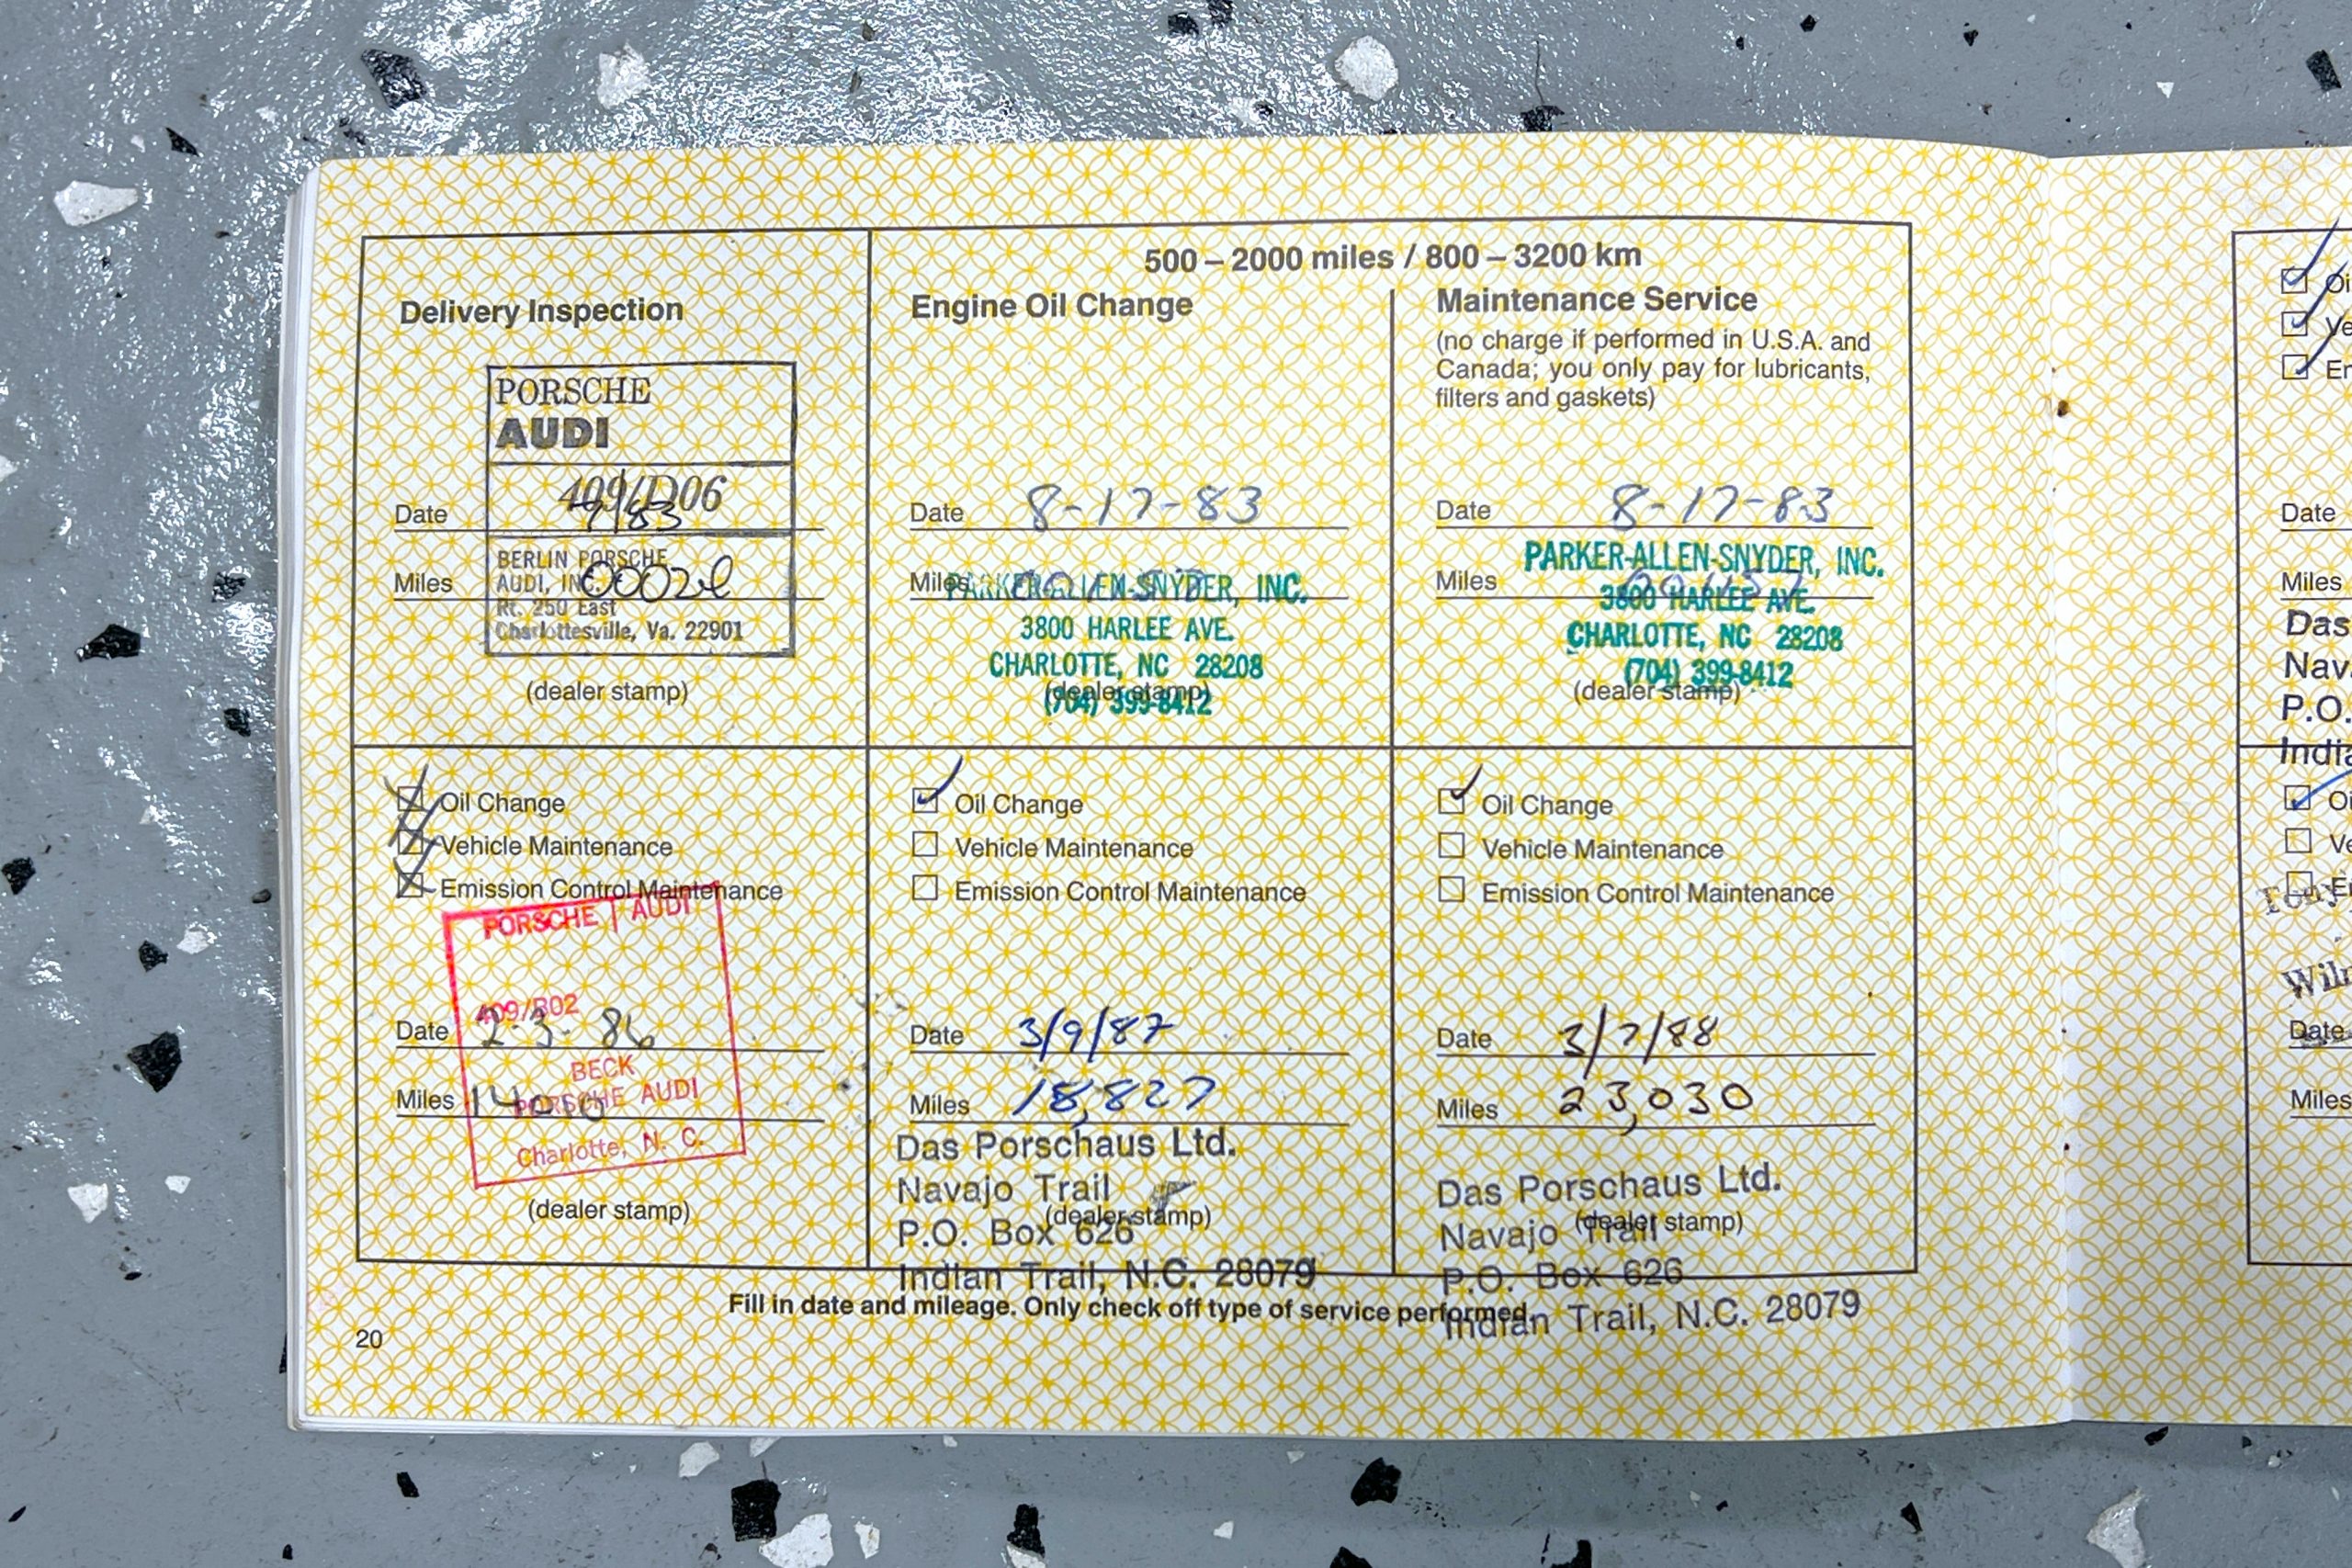 500 – 2000 miles / 800 – 3200 km
Delivery Inspection
PORSCHE
AUDI
409/D06
Date 7/83
BERLIN PORSCHE
AUDI, INC.
Miles
Rt. 250 East
Charlottesville, Va. 22901
(dealer stamp)
Engine Oil Change
Date 8-17-83
Miles
PARKER-ALLEN-SNYDER, INC.
3800 HARLEE AVE.
CHARLOTTE, NC 28208
(dealer stamp)
(704) 399-8412
Maintenance Service
(no charge if performed in U.S.A. and
Canada; you only pay for lubricants,
filters and gaskets)
Date 8-17-83
PARKER-ALLEN-SNYDER, INC.
Miles
3800 HARLEE AVE.
CHARLOTTE, NC 28208
(704) 399-8412
(dealer stamp)
Oil Change
Vehicle Maintenance
Emission Control Maintenance
PORSCHE | AUDI
409/B02
Date 2-3-86
BECK
PORSCHE AUDI
Miles
Charlotte, N. C.
(dealer stamp)
Oil Change
Vehicle Maintenance
Emission Control Maintenance
Date 3/9/87
Miles 18,827
Das Porschaus Ltd.
Navajo Trail
(dealer stamp)
P.O. Box 626
Indian Trail, N.C. 28079
Oil Change
Vehicle Maintenance
Emission Control Maintenance
Date 3/7/88
Miles 23,030
Das Porschaus Ltd.
(dealer stamp)
Navajo Trail
P.O. Box 626
Indian Trail, N.C. 28079
Fill in date and mileage. Only check off type of service performed.
20
Date
Miles
Das
P.O.
Date
Miles